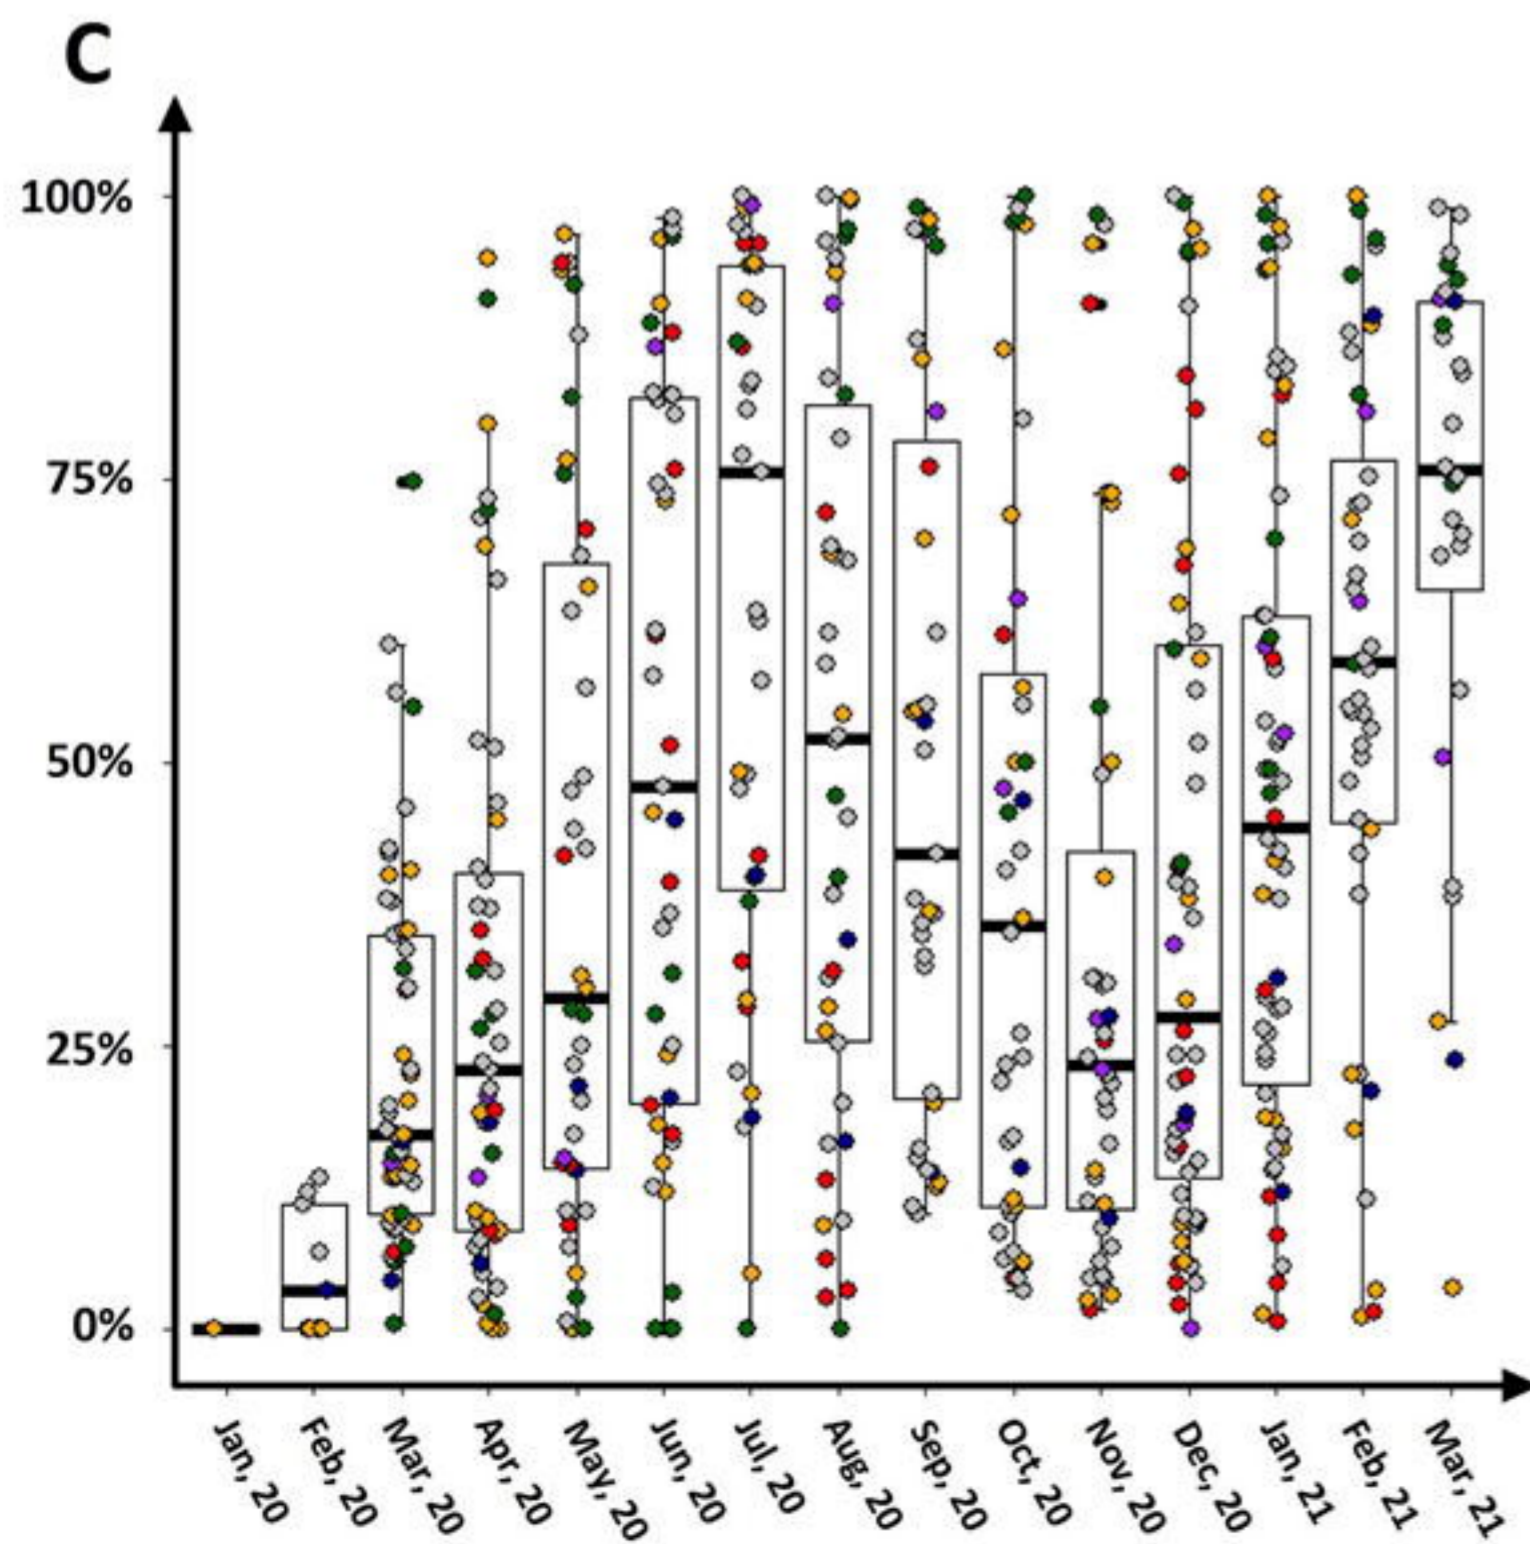 C
100%
75%
50%
25%
0%
Jan, 20
Feb, 20
Mar, 20
Apr, 20
May, 20
Jun, 20
Jul, 20
Aug, 20
Sep, 20
Oct, 20
Nov, 20
Dec, 20
Jan, 21
Feb, 21
Mar, 21